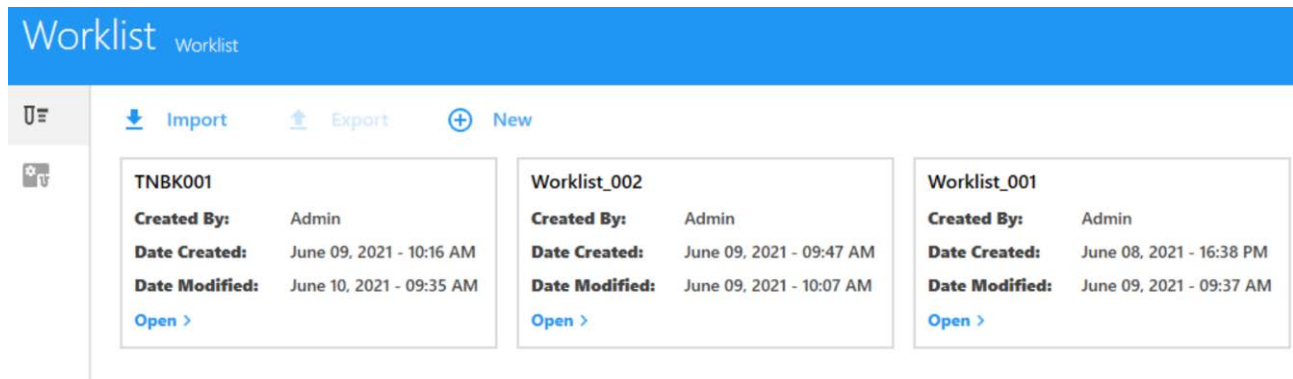 Worklist Worklist
Import Export New
TNBK001
Created By: Admin
Date Created: June 09, 2021 - 10:16 AM
Date Modified: June 10, 2021 - 09:35 AM
Open >
Worklist_002
Created By: Admin
Date Created: June 09, 2021 - 09:47 AM
Date Modified: June 09, 2021 - 10:07 AM
Open >
Worklist_001
Created By: Admin
Date Created: June 08, 2021 - 16:38 PM
Date Modified: June 09, 2021 - 09:37 AM
Open >